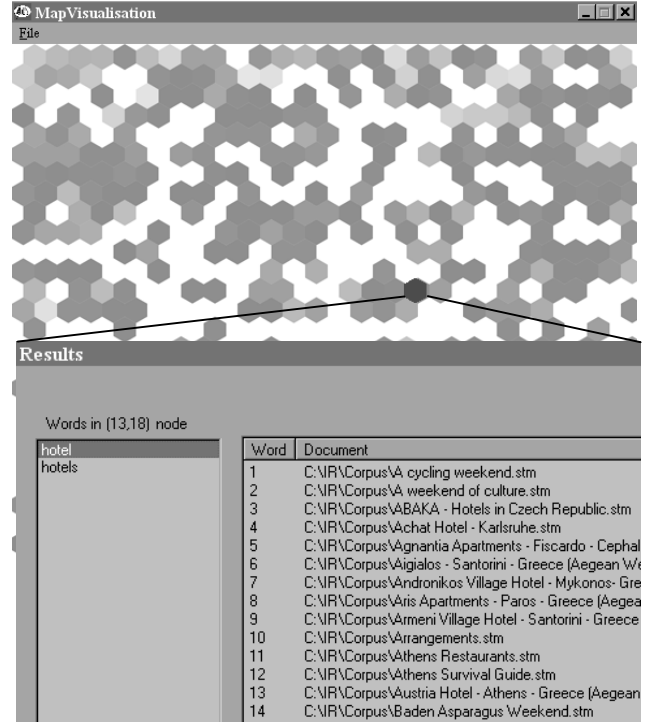 MapVisualisation
File
Results
Words in (13,18) node
hotel
hotels
Word Document
1 C:\IR\Corpus\A cycling weekend.stm
2 C:\IR\Corpus\A weekend of culture.stm
3 C:\IR\Corpus\ABAKA - Hotels in Czech Republic.stm
4 C:\IR\Corpus\Achat Hotel - Karlsruhe.stm
5 C:\IR\Corpus\Agnantia Apartments - Fiscardo - Cephal
6 C:\IR\Corpus\Aigialos - Santorini - Greece (Aegean We
7 C:\IR\Corpus\Andronikos Village Hotel - Mykonos- Gre
8 C:\IR\Corpus\Aris Apartments - Paros - Greece (Aegea
9 C:\IR\Corpus\Armeni Village Hotel - Santorini - Greece
10 C:\IR\Corpus\Arrangements.stm
11 C:\IR\Corpus\Athens Restaurants.stm
12 C:\IR\Corpus\Athens Survival Guide.stm
13 C:\IR\Corpus\Austria Hotel - Athens - Greece (Aegean
14 C:\IR\Corpus\Baden Asparagus Weekend.stm